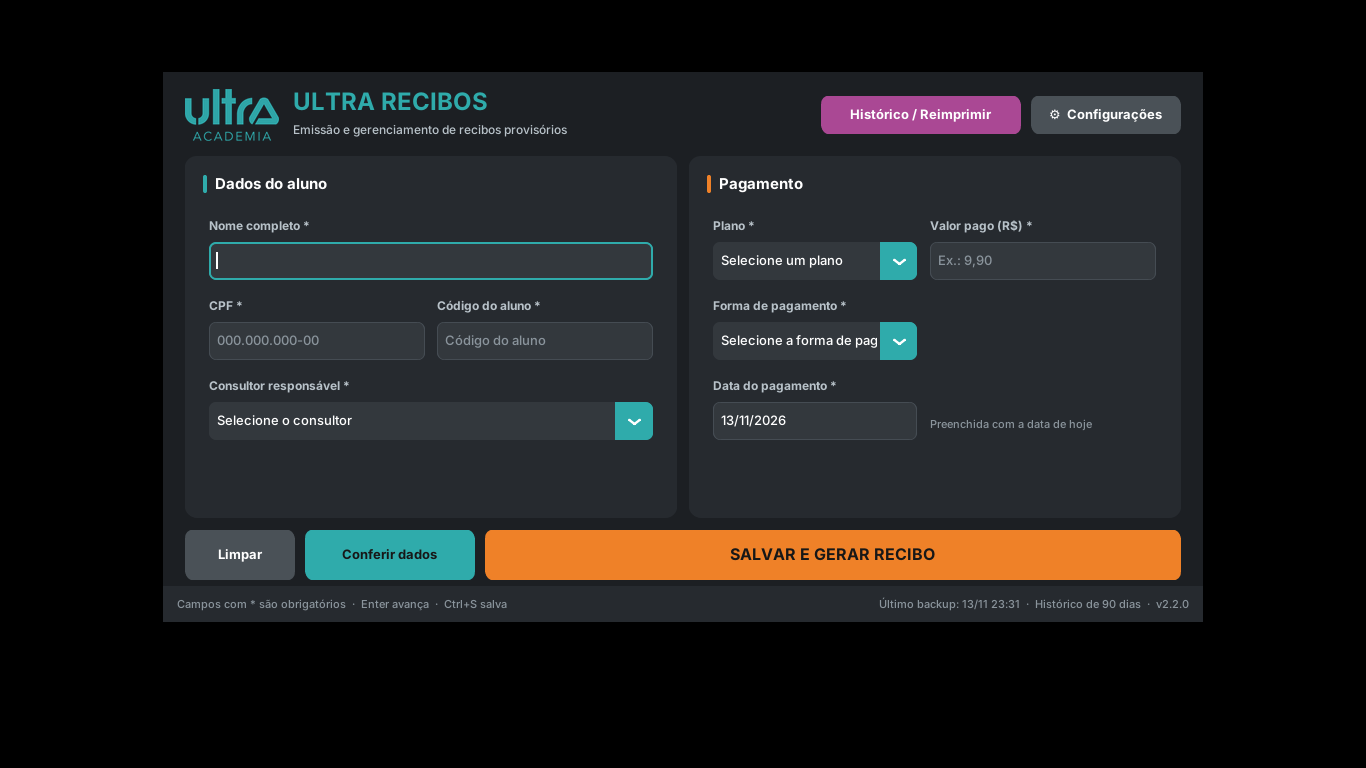 ultra
ACADEMIA
ULTRA RECIBOS
Emissão e gerenciamento de recibos provisórios
Histórico / Reimprimir
⚙ Configurações
Dados do aluno
Nome completo *
CPF *
Código do aluno *
000.000.000-00
Código do aluno
Consultor responsável *
Selecione o consultor
Pagamento
Plano *
Valor pago (R$) *
Selecione um plano
Ex.: 9,90
Forma de pagamento *
Selecione a forma de pag
Data do pagamento *
13/11/2026
Preenchida com a data de hoje
Limpar
Conferir dados
SALVAR E GERAR RECIBO
Campos com * são obrigatórios · Enter avança · Ctrl+S salva
Último backup: 13/11 23:31 · Histórico de 90 dias · v2.2.0